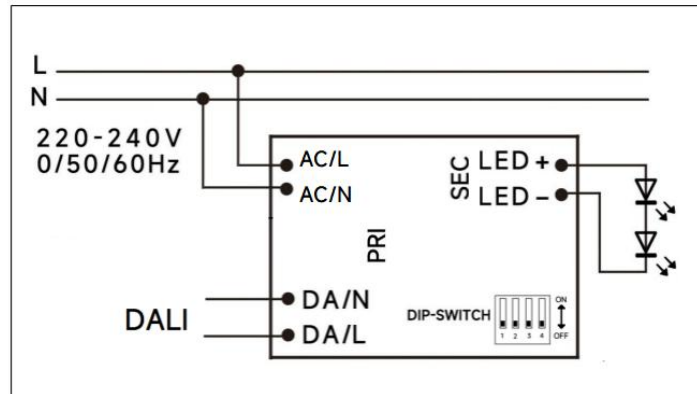 L
N
220-240V
0/50/60Hz
AC/L
AC/N
PRI
SEC
LED +
LED -
DALI
DA/N
DA/L
DIP-SWITCH
ON
1 2 3 4
OFF